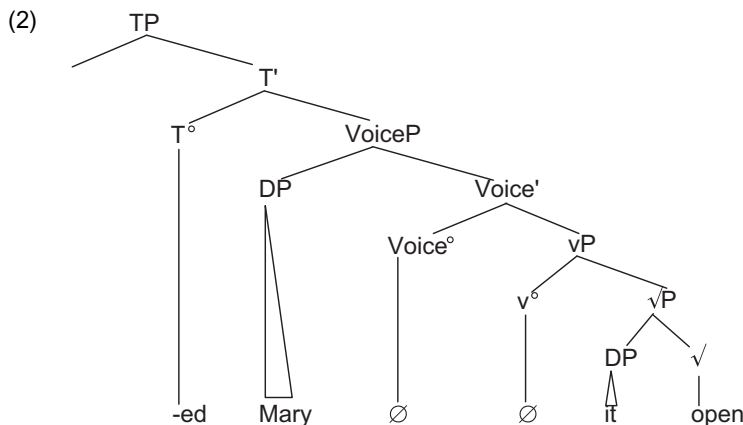 (2) TP
T'
T° VoiceP
DP Voice'
Voice° vP
v° √P
DP √
-ed Mary ∅ ∅ it open